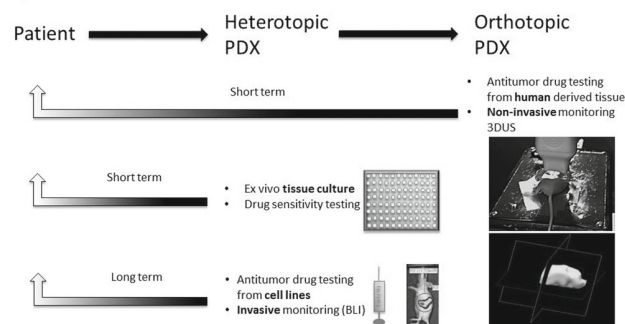 Patient
Heterotopic
PDX
Orthotopic
PDX
Short term
• Antitumor drug testing
from human derived tissue
• Non-invasive monitoring
3DUS
Short term
• Ex vivo tissue culture
• Drug sensitivity testing
Long term
• Antitumor drug testing
from cell lines
• Invasive monitoring (BLI)